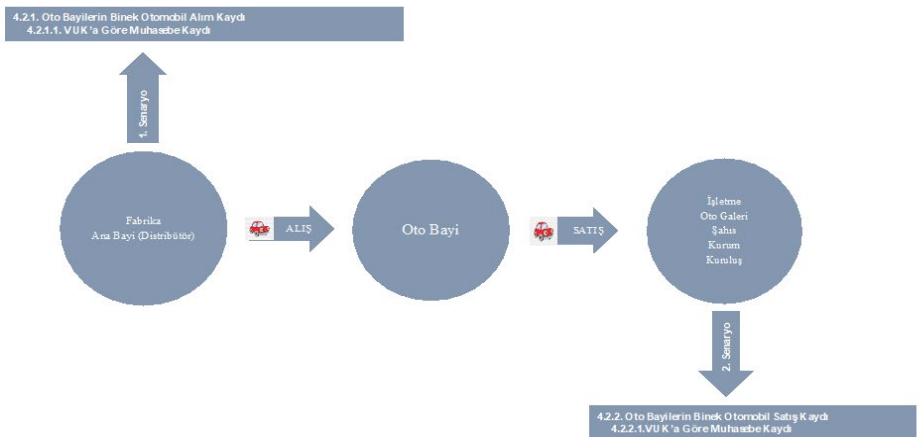 4.2.1. Oto Bayilerin Binek Otomobil Alım Kaydı
4.2.1.1. VUK'a Göre Muhasebe Kaydı
1. Senaryo
Fabrika
Ana Bayi (Distribütör)
ALIŞ
Oto Bayi
SATIŞ
İşletme
Oto Galeri
Şahıs
Kurum
Kuruluş
2. Senaryo
4.2.2. Oto Bayilerin Binek Otomobil Satış Kaydı
4.2.2.1.VUK'a Göre Muhasebe Kaydı